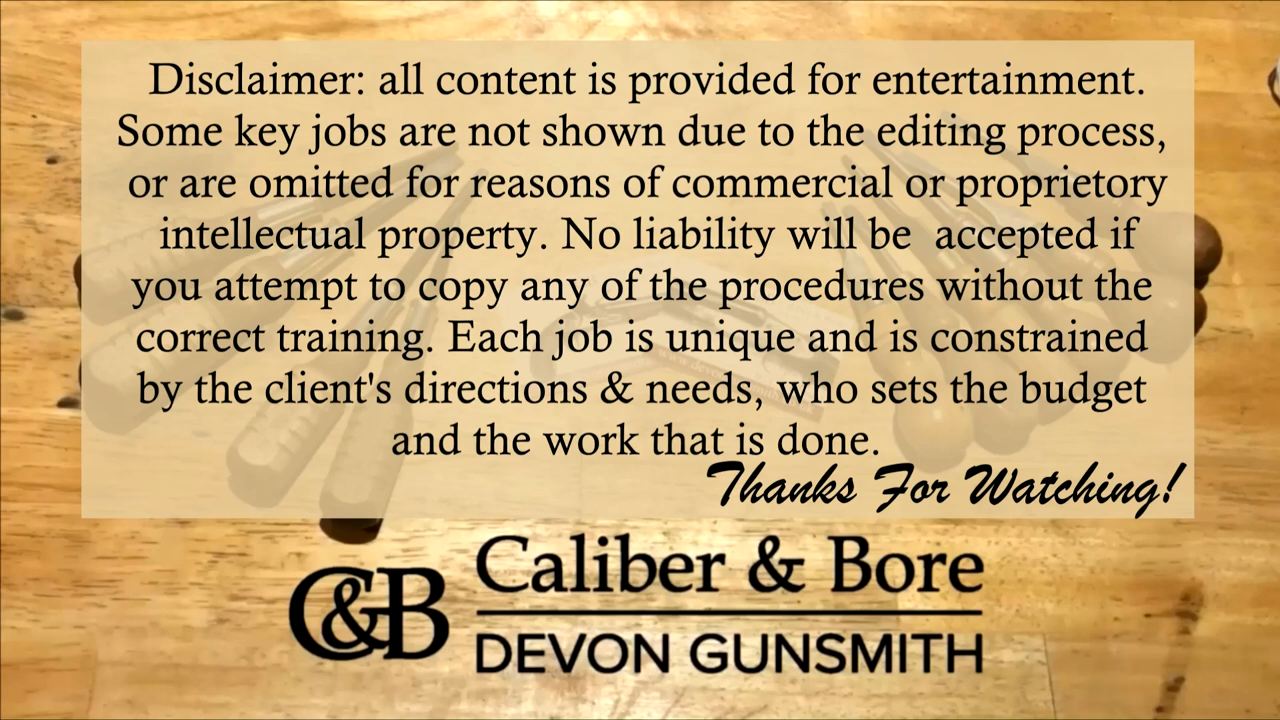 Disclaimer: all content is provided for entertainment.
Some key jobs are not shown due to the editing process,
or are omitted for reasons of commercial or proprietory
intellectual property. No liability will be  accepted if
you attempt to copy any of the procedures without the
correct training. Each job is unique and is constrained
by the client's directions & needs, who sets the budget
and the work that is done.
Thanks For Watching!
C&B
Caliber & Bore
DEVON GUNSMITH